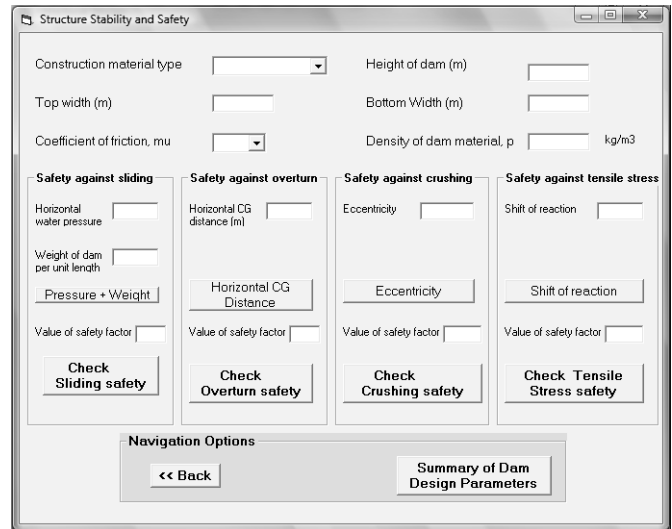 Structure Stability and Safety
Construction material type
Height of dam (m)
Top width (m)
Bottom Width (m)
Coefficient of friction, mu
Density of dam material, p
kg/m3
Safety against sliding
Safety against overturn
Safety against crushing
Safety against tensile stress
Horizontal
water pressure
Horizontal CG
distance (m)
Eccentricity
Shift of reaction
Weight of dam
per unit length
Pressure + Weight
Horizontal CG
Distance
Eccentricity
Shift of reaction
Value of safety factor
Value of safety factor
Value of safety factor
Value of safety factor
Check
Sliding safety
Check
Overturn safety
Check
Crushing safety
Check Tensile
Stress safety
Navigation Options
<< Back
Summary of Dam
Design Parameters